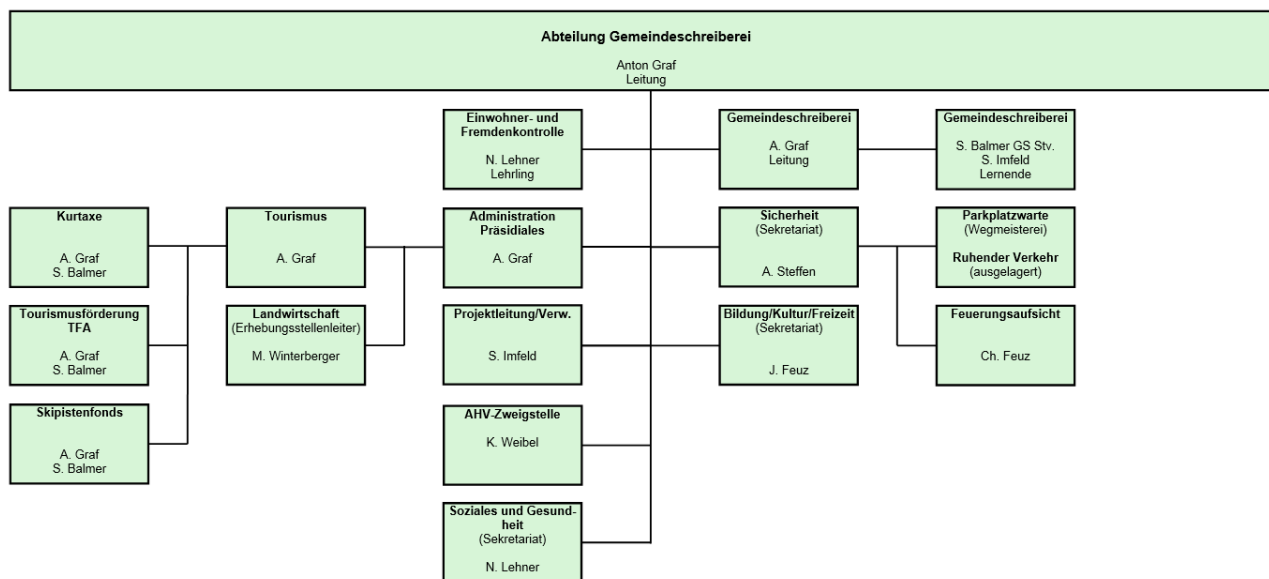 Abteilung Gemeindeschreiberei
Anton Graf
Leitung
Einwohner- und
Fremdenkontrolle
N. Lehner
Lehrling
Gemeindeschreiberei
A. Graf
Leitung
Gemeindeschreiberei
S. Balmer GS Stv.
S. Imfeld
Lernende
Kurtaxe
A. Graf
S. Balmer
Tourismus
A. Graf
Administration
Präsidiales
A. Graf
Sicherheit
(Sekretariat)
A. Steffen
Parkplatzwarte
(Wegmeisterei)
Ruhender Verkehr
(ausgelagert)
Tourismusförderung
TFA
A. Graf
S. Balmer
Landwirtschaft
(Erhebungsstellenleiter)
M. Winterberger
Projektleitung/Verw.
S. Imfeld
Bildung/Kultur/Freizeit
(Sekretariat)
J. Feuz
Feuerungsaufsicht
Ch. Feuz
Skipistenfonds
A. Graf
S. Balmer
AHV-Zweigstelle
K. Weibel
Soziales und Gesund-
heit
(Sekretariat)
N. Lehner